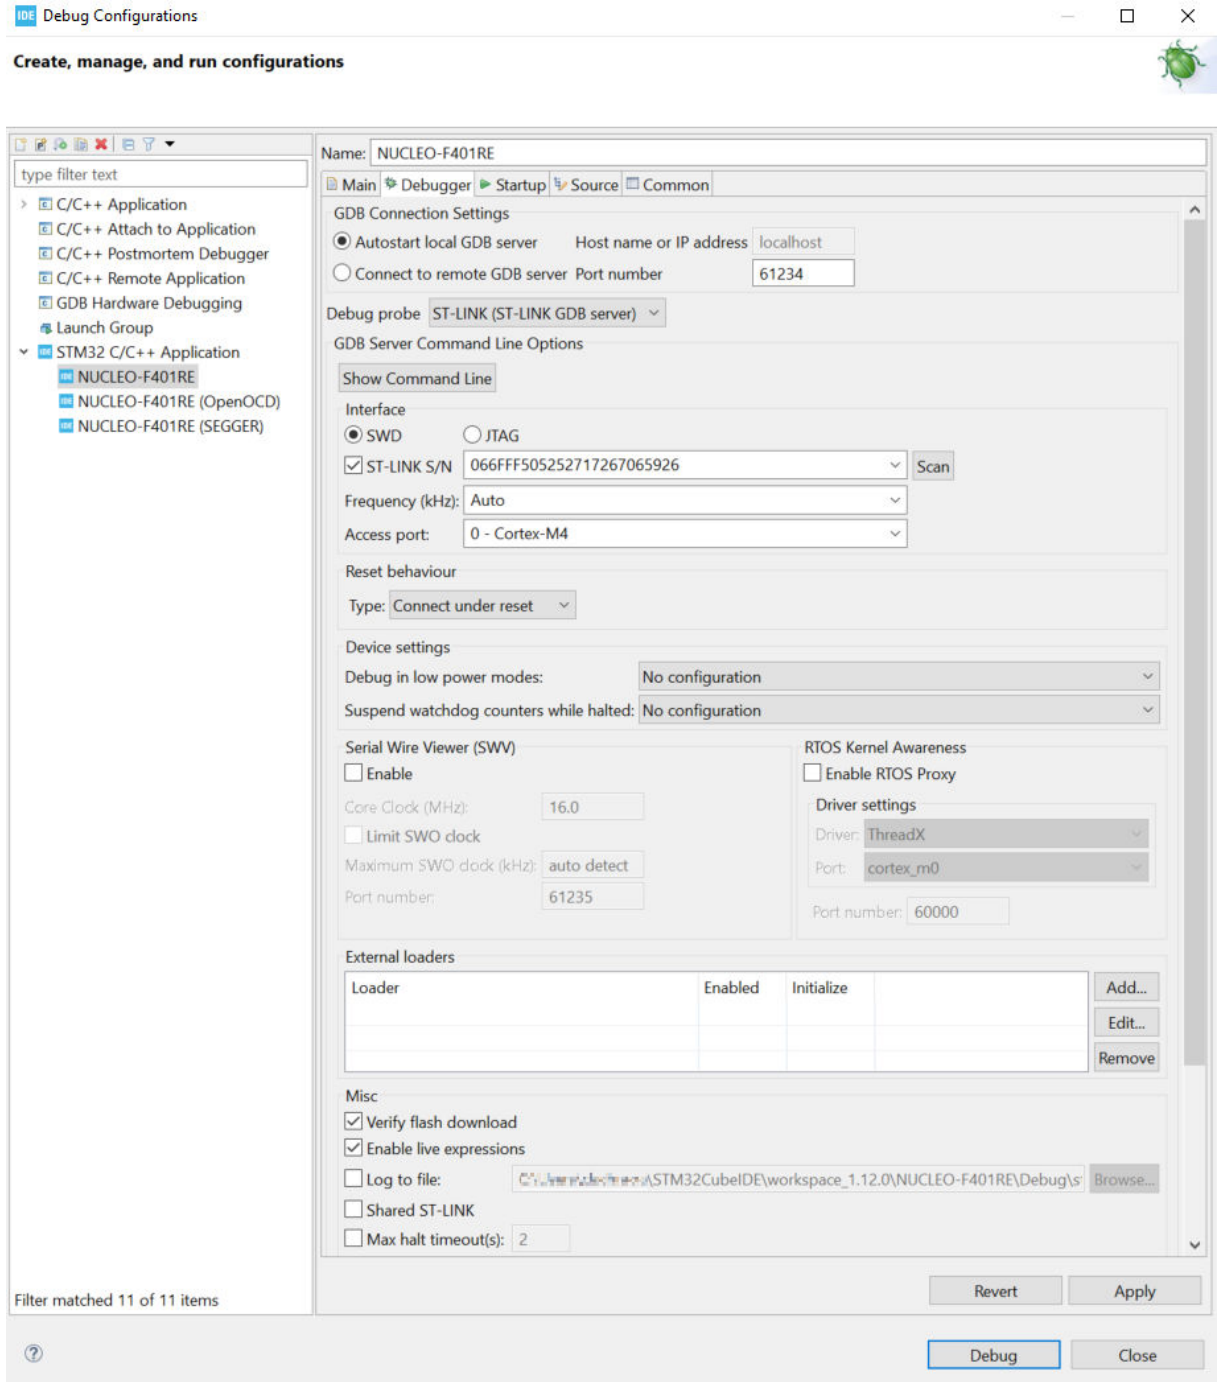 IDE Debug Configurations
Create, manage, and run configurations
type filter text
C/C++ Application
C/C++ Attach to Application
C/C++ Postmortem Debugger
C/C++ Remote Application
GDB Hardware Debugging
Launch Group
IDE STM32 C/C++ Application
IDE NUCLEO-F401RE
IDE NUCLEO-F401RE (OpenOCD)
IDE NUCLEO-F401RE (SEGGER)
Filter matched 11 of 11 items
Name: NUCLEO-F401RE
Main Debugger Startup Source Common
GDB Connection Settings
Autostart local GDB server Host name or IP address localhost
Connect to remote GDB server Port number 61234
Debug probe ST-LINK (ST-LINK GDB server)
GDB Server Command Line Options
Show Command Line
Interface
SWD JTAG
ST-LINK S/N 066FFF505252717267065926 Scan
Frequency (kHz): Auto
Access port: 0 - Cortex-M4
Reset behaviour
Type: Connect under reset
Device settings
Debug in low power modes: No configuration
Suspend watchdog counters while halted: No configuration
Serial Wire Viewer (SWV)
Enable
Core Clock (MHz): 16.0
Limit SWO clock
Maximum SWO clock (kHz): auto detect
Port number: 61235
RTOS Kernel Awareness
Enable RTOS Proxy
Driver settings
Driver: ThreadX
Port: cortex_m0
Port number: 60000
External loaders
Loader Enabled Initialize
Add...
Edit...
Remove
Misc
Verify flash download
Enable live expressions
Log to file: \STM32CubeIDE\workspace_1.12.0\NUCLEO-F401RE\Debug\s Browse...
Shared ST-LINK
Max halt timeout(s): 2
Revert Apply
? Debug Close